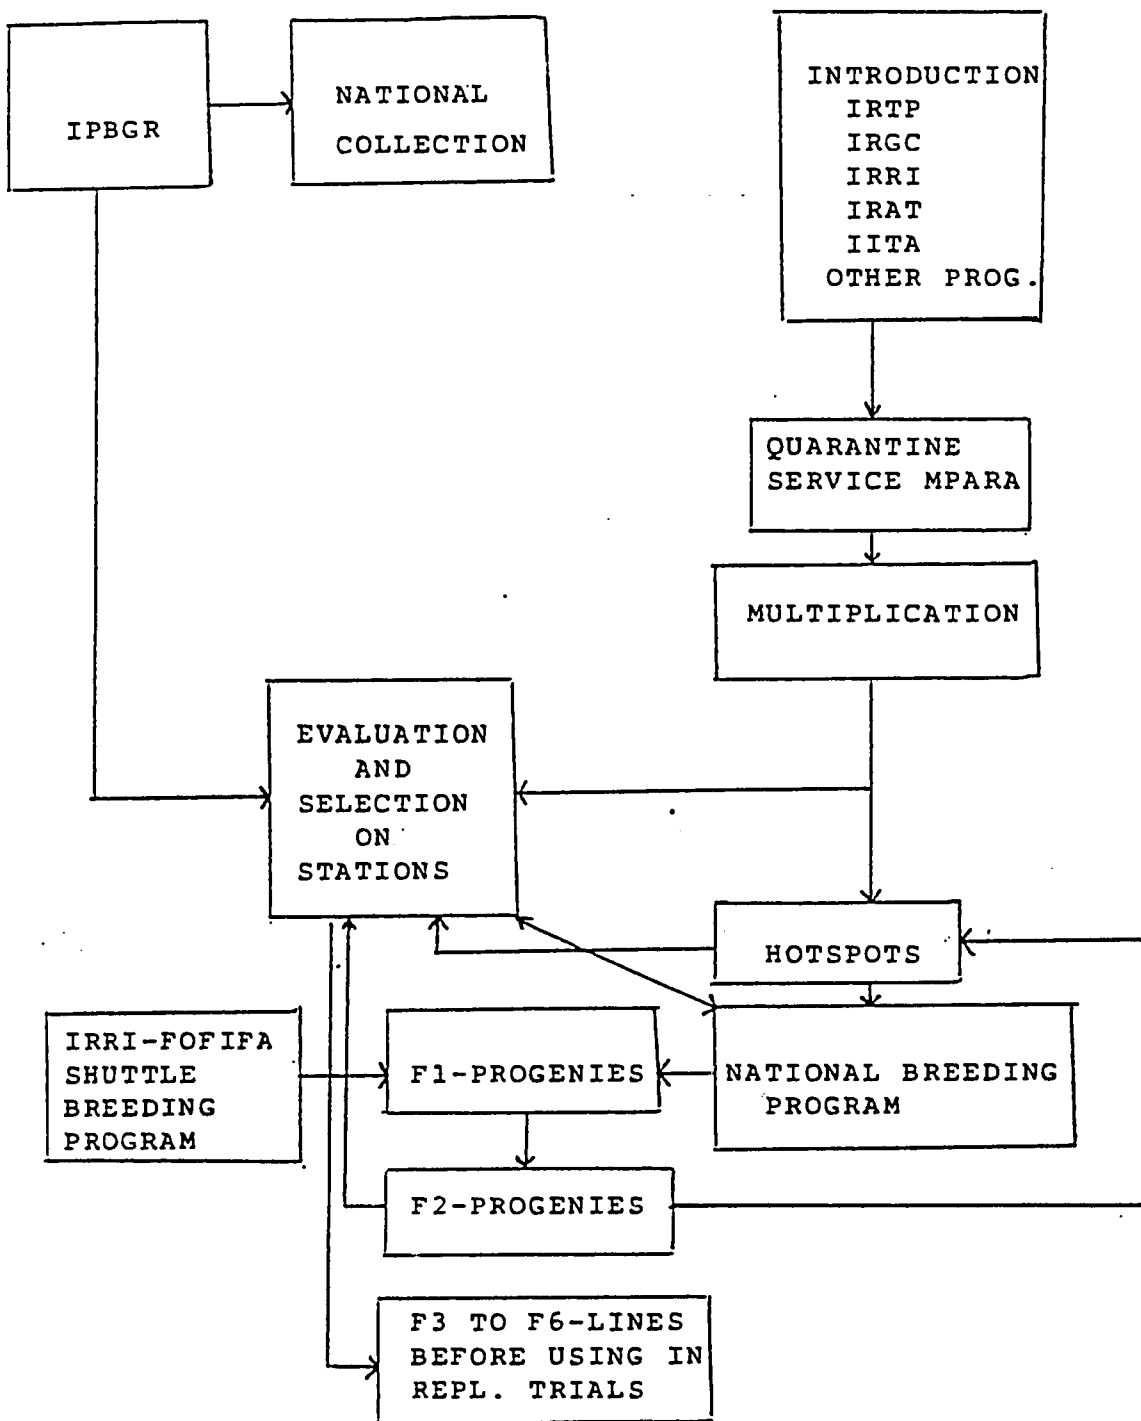 IPBGR
NATIONAL
COLLECTION
INTRODUCTION
IRTP
IRGC
IRRI
IRAT
IITA
OTHER PROG.
QUARANTINE
SERVICE MPARA
MULTIPLICATION
EVALUATION
AND
SELECTION
ON
STATIONS
HOTSPOTS
IRRI-FOFIFA
SHUTTLE
BREEDING
PROGRAM
F1-PROGENIES
NATIONAL BREEDING
PROGRAM
F2-PROGENIES
F3 TO F6-LINES
BEFORE USING IN
REPL. TRIALS